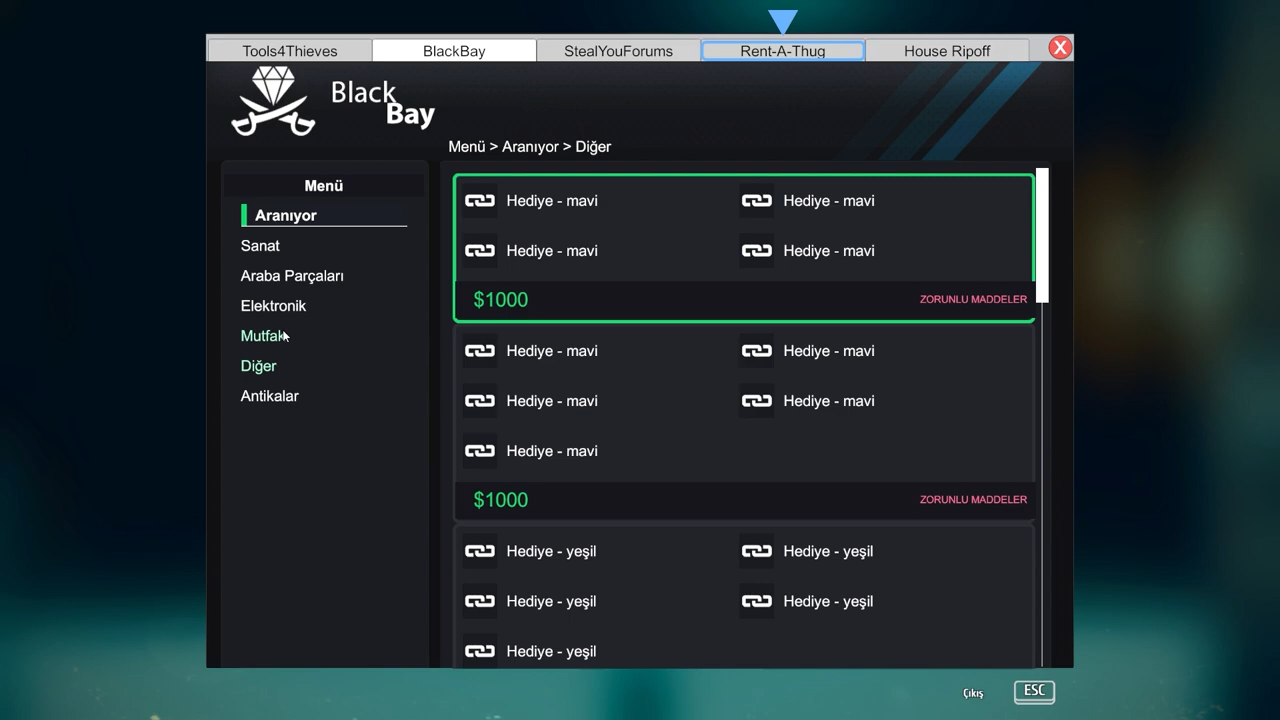 Tools4Thieves BlackBay StealYouForums Rent-A-Thug House Ripoff X
Black
Bay
Menü > Aranıyor > Diğer
Menü
Aranıyor
Sanat
Araba Parçaları
Elektronik
Mutfak
Diğer
Antikalar
Hediye - mavi Hediye - mavi
Hediye - mavi Hediye - mavi
$1000 ZORUNLU MADDELER
Hediye - mavi Hediye - mavi
Hediye - mavi Hediye - mavi
Hediye - mavi
$1000 ZORUNLU MADDELER
Hediye - yeşil Hediye - yeşil
Hediye - yeşil Hediye - yeşil
Hediye - yeşil
Çıkış ESC